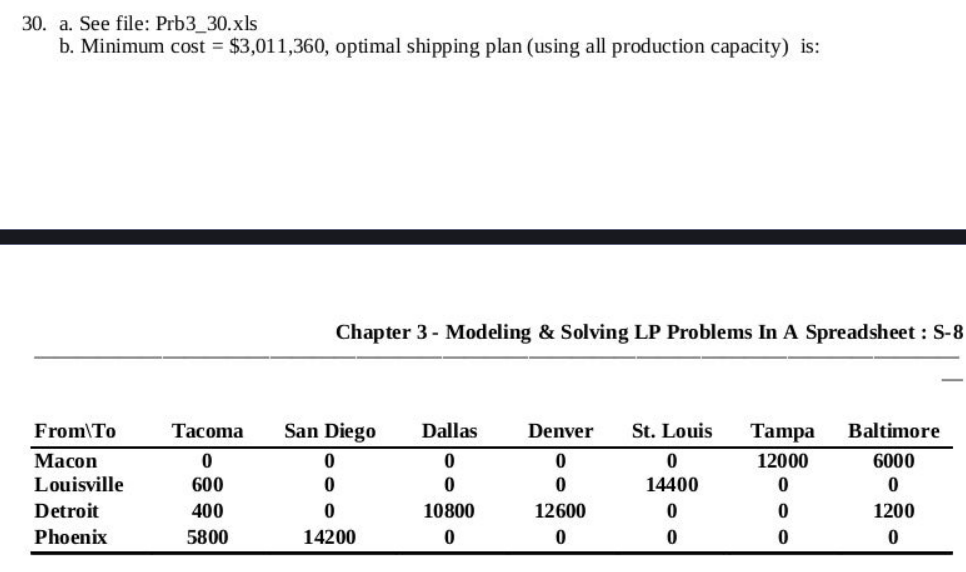 30. a. See file: Prb3_30.xls
b. Minimum cost = $3,011,360, optimal shipping plan (using all production capacity) is:
Chapter 3 - Modeling & Solving LP Problems In A Spreadsheet : S-8
From\To Tacoma San Diego Dallas Denver St. Louis Tampa Baltimore
Macon 0 0 0 0 0 12000 6000
Louisville 600 0 0 0 14400 0 0
Detroit 400 0 10800 12600 0 0 1200
Phoenix 5800 14200 0 0 0 0 0